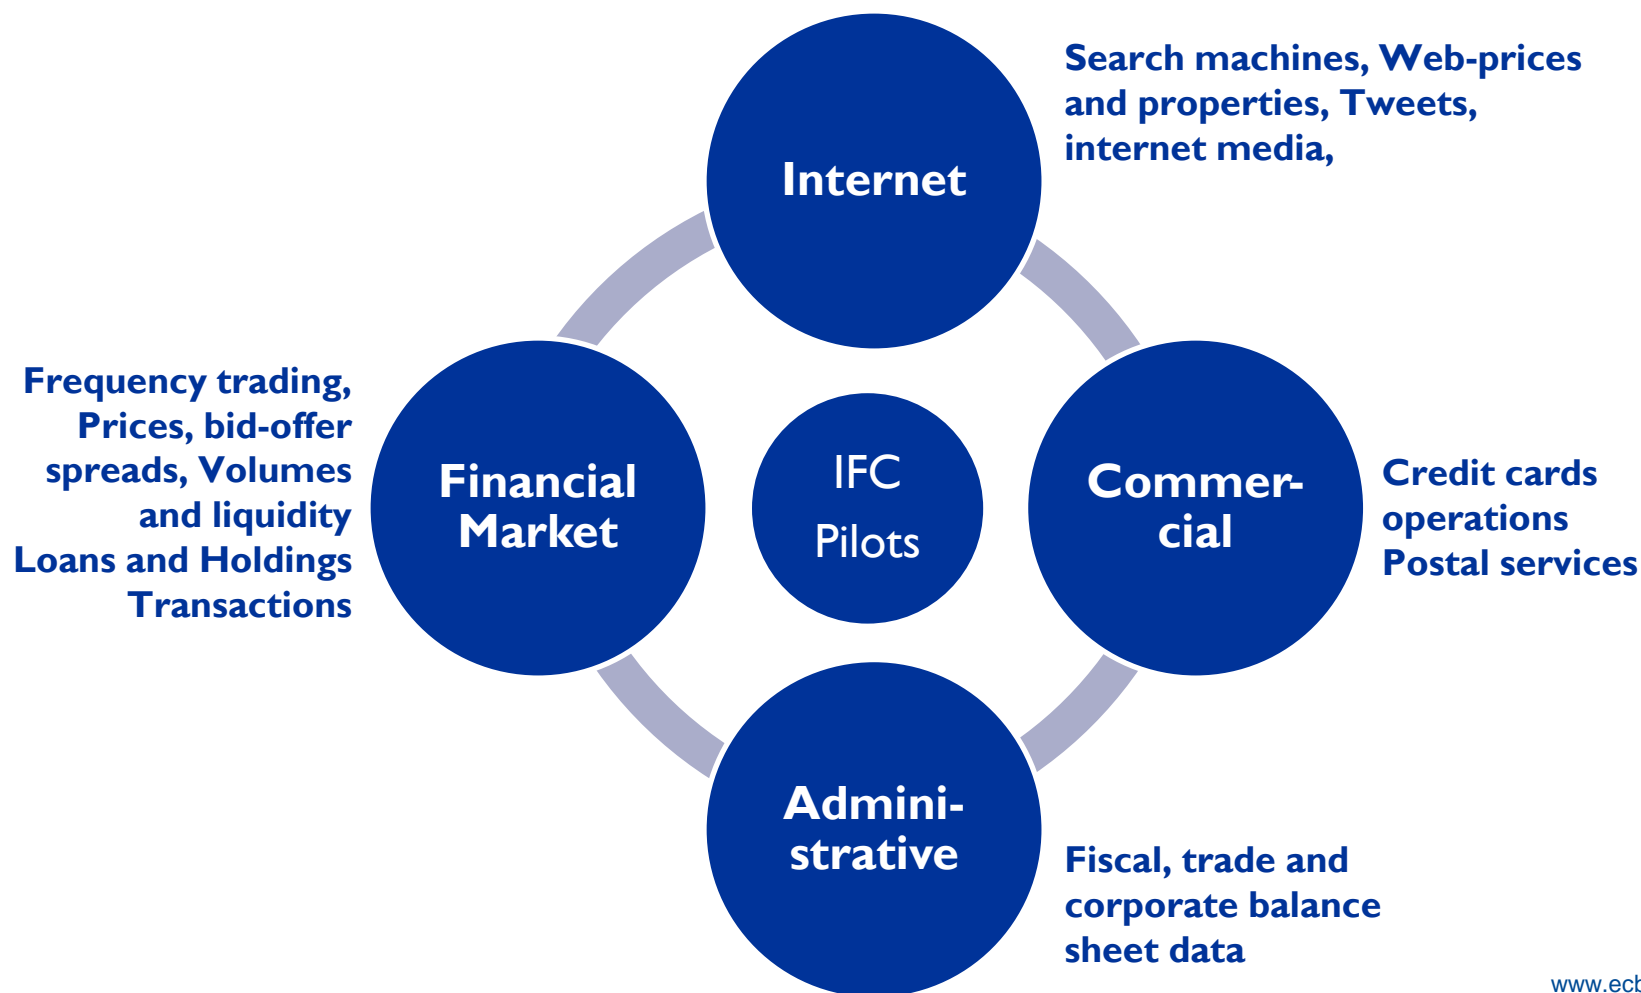 Internet
Search machines, Web-prices
and properties, Tweets,
internet media,
Frequency trading,
Prices, bid-offer
spreads, Volumes
and liquidity
Loans and Holdings
Transactions
Financial
Market
IFC
Pilots
Commer-
cial
Credit cards
operations
Postal services
Admini-
strative
Fiscal, trade and
corporate balance
sheet data
www.ecb